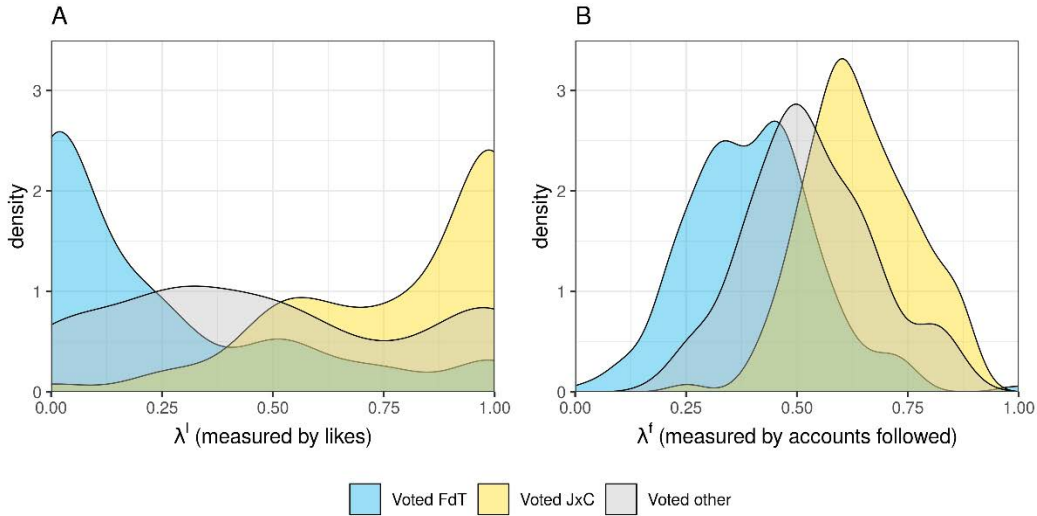 A
B
density
3
2
1
0
0.00 0.25 0.50 0.75 1.00
λˡ (measured by likes)
density
3
2
1
0
0.00 0.25 0.50 0.75 1.00
λᶠ (measured by accounts followed)
Voted FdT Voted JxC Voted other